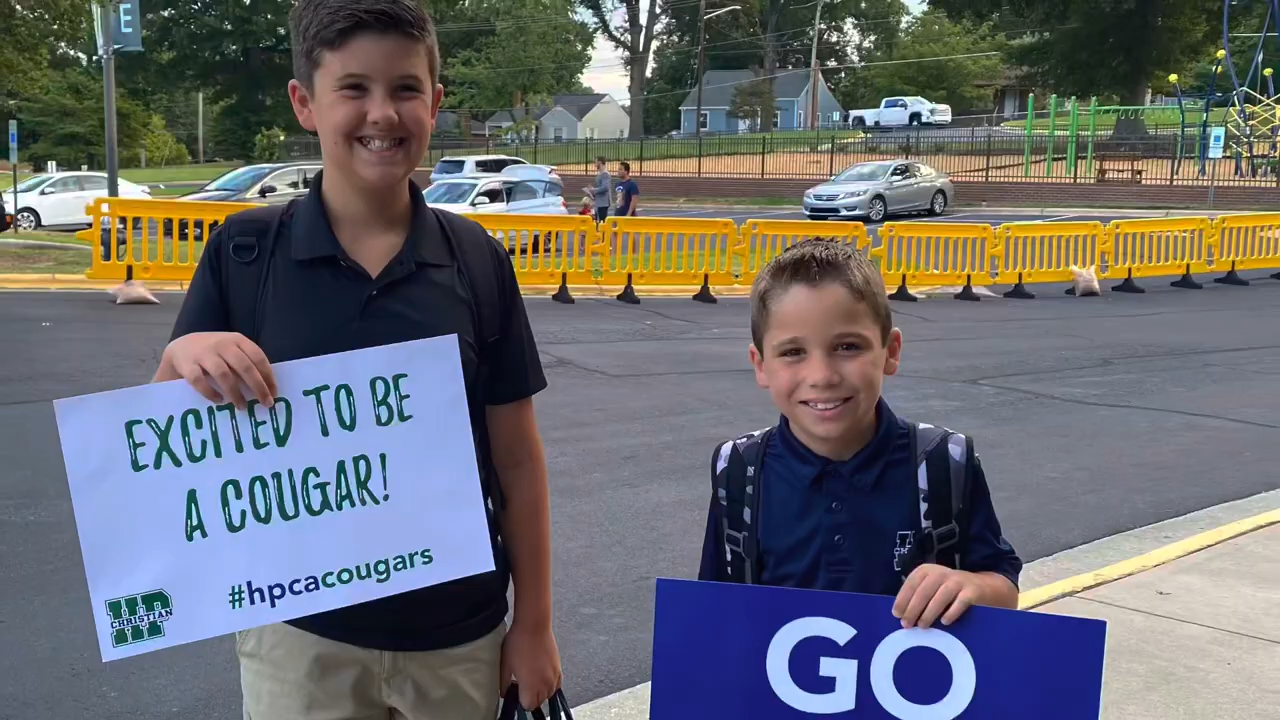 E
EXCITED TO BE
A COUGAR!
#hpcacougars
HP
CHRISTIAN
GO